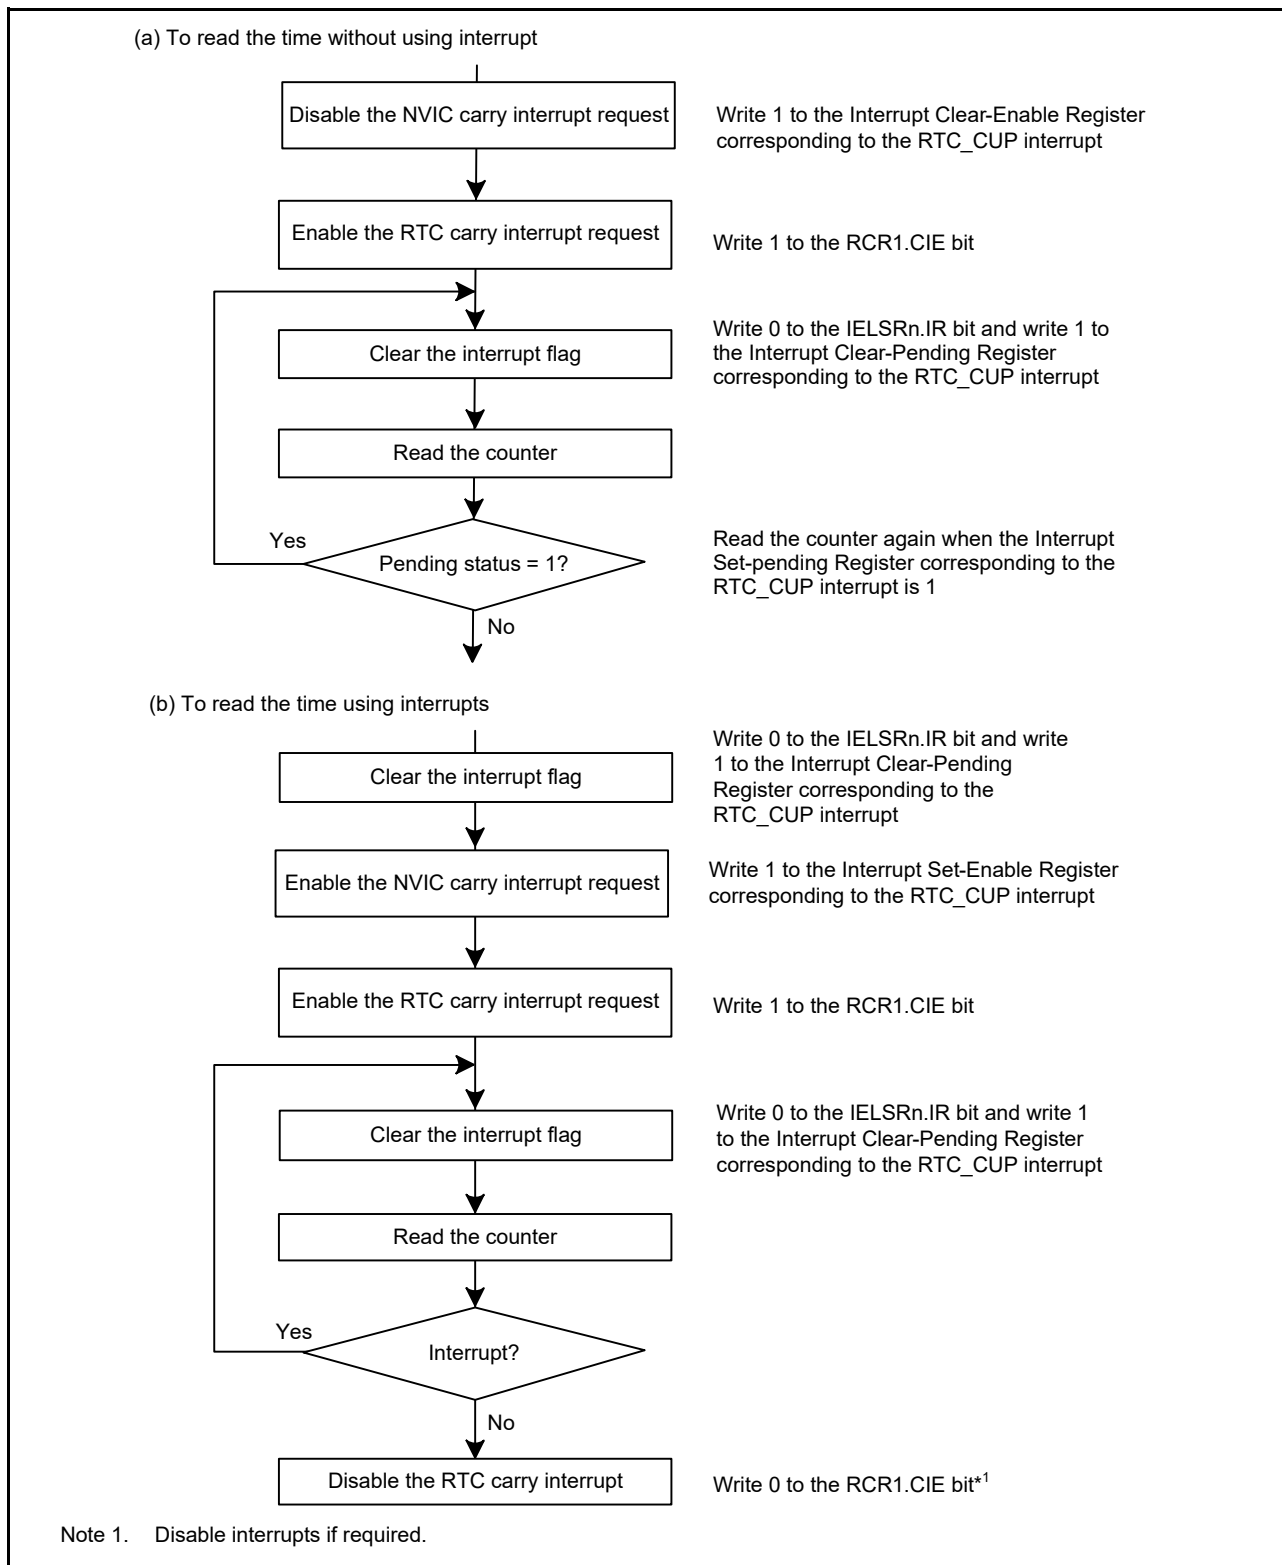 (a) To read the time without using interrupt
Disable the NVIC carry interrupt request
Write 1 to the Interrupt Clear-Enable Register
corresponding to the RTC_CUP interrupt
Enable the RTC carry interrupt request
Write 1 to the RCR1.CIE bit
Clear the interrupt flag
Write 0 to the IELSRn.IR bit and write 1 to
the Interrupt Clear-Pending Register
corresponding to the RTC_CUP interrupt
Read the counter
Yes
Pending status = 1?
Read the counter again when the Interrupt
Set-pending Register corresponding to the
RTC_CUP interrupt is 1
No
(b) To read the time using interrupts
Clear the interrupt flag
Write 0 to the IELSRn.IR bit and write
1 to the Interrupt Clear-Pending
Register corresponding to the
RTC_CUP interrupt
Enable the NVIC carry interrupt request
Write 1 to the Interrupt Set-Enable Register
corresponding to the RTC_CUP interrupt
Enable the RTC carry interrupt request
Write 1 to the RCR1.CIE bit
Clear the interrupt flag
Write 0 to the IELSRn.IR bit and write 1
to the Interrupt Clear-Pending Register
corresponding to the RTC_CUP interrupt
Read the counter
Yes
Interrupt?
No
Disable the RTC carry interrupt
Write 0 to the RCR1.CIE bit*1
Note 1. Disable interrupts if required.